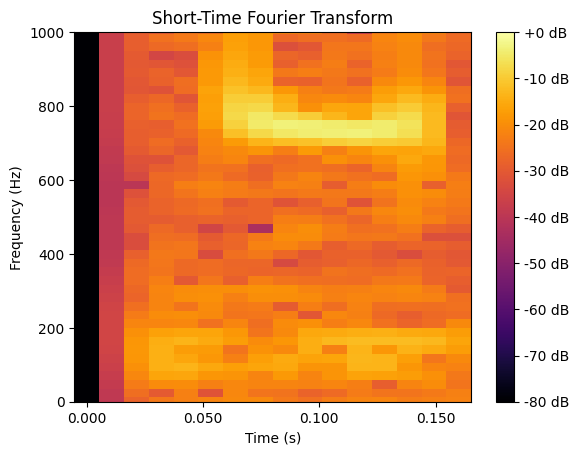 Short-Time Fourier Transform
1000
800
600
400
200
0
Frequency (Hz)
0.000
0.050
0.100
0.150
Time (s)
+0 dB
-10 dB
-20 dB
-30 dB
-40 dB
-50 dB
-60 dB
-70 dB
-80 dB